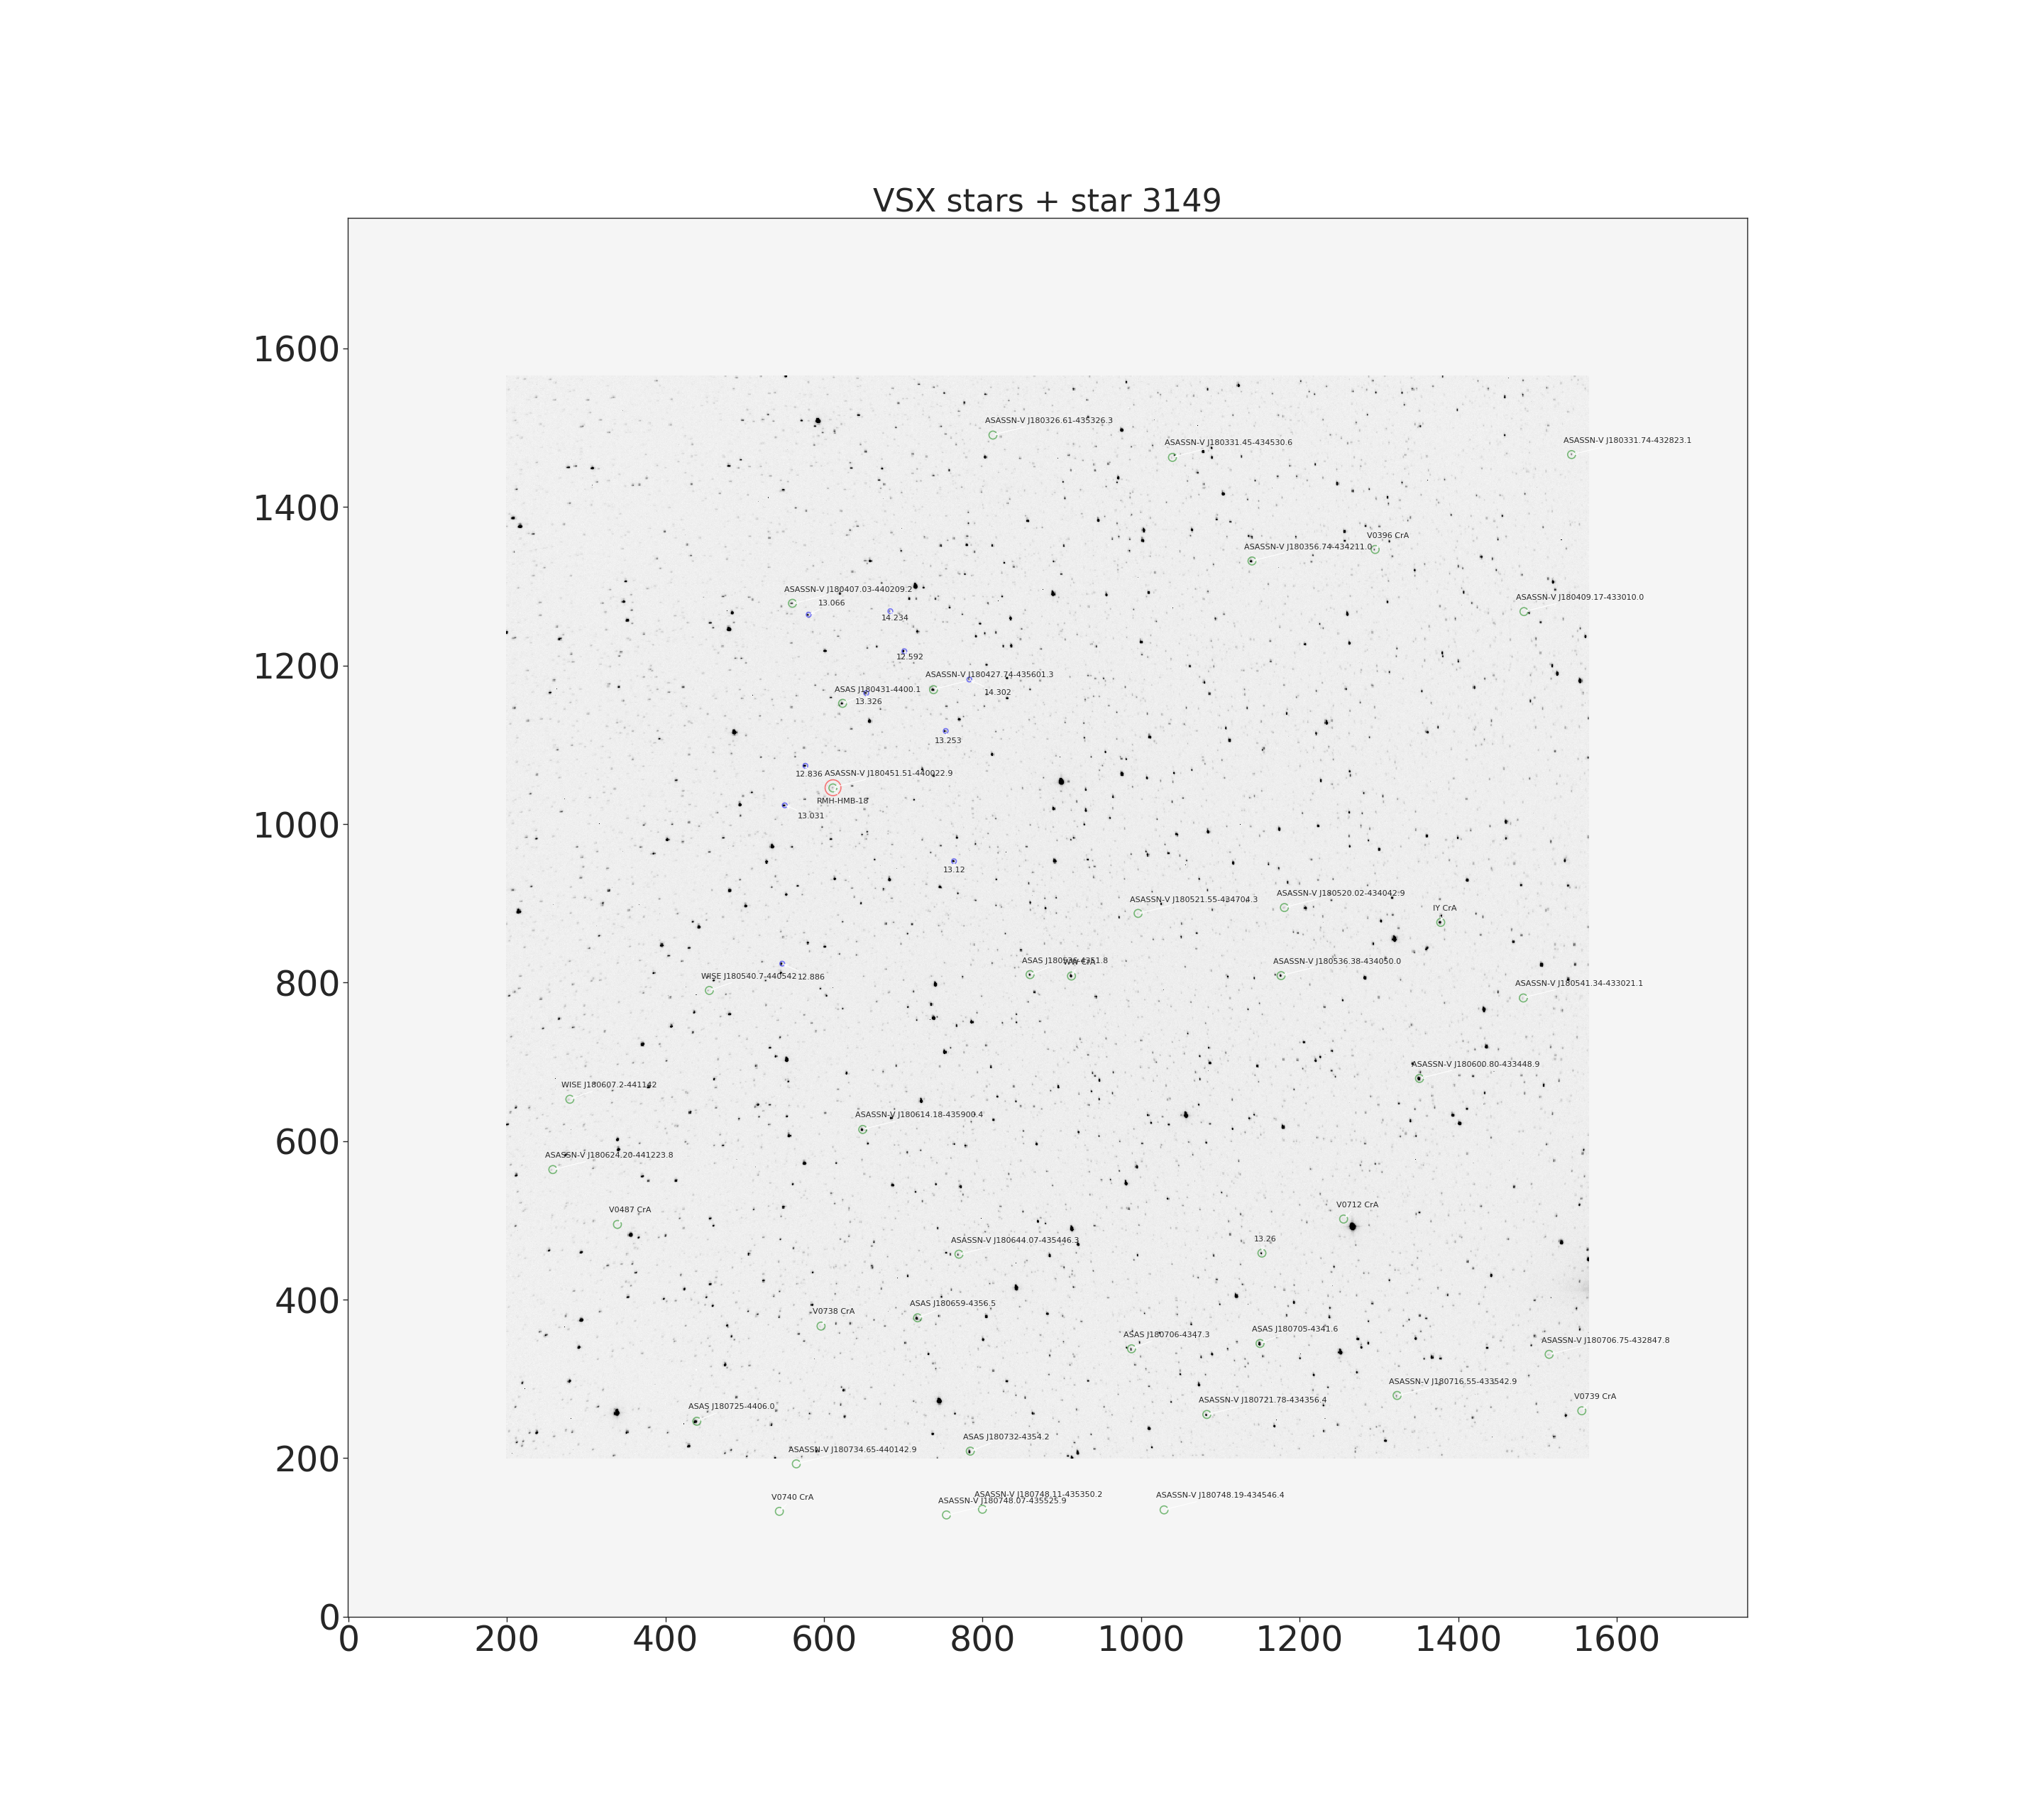 VSX stars + star 3149
1600
ASASSN-V J180326.61-435326.3
ASASSN-V J180331.74-432823.1
ASASSN-V J180331.45-434530.6
1400
V0396 CrA
ASASSN-V J180356.74-434211.0
ASASSN-V J180407.03-440209.2
ASASSN-V J180409.17-433010.0
13.066
14.234
1200
12.592
ASASSN-V J180427.74-435601.3
ASAS J180431-4400.1
14.302
13.326
13.253
12.836
ASASSN-V J180451.51-440022.9
RMH-HMB-18
13.031
1000
13.12
ASASSN-V J180520.02-434042.9
ASASSN-V J180521.55-434704.3
IY CrA
ASASSN-V J180536.38-434050.0
WISE J180540.7-440542
12.886
800
ASASSN-V J180541.34-433021.1
ASASSN-V J180600.80-433448.9
WISE J180607.2-441142
ASASSN-V J180614.18-435900.4
600
ASASSN-V J180624.20-441223.8
V0712 CrA
V0487 CrA
13.26
ASASSN-V J180644.07-435446.3
400
ASAS J180659-4356.5
V0738 CrA
ASAS J180705-4341.6
ASAS J180706-4347.3
ASASSN-V J180706.75-432847.8
ASASSN-V J180716.55-433542.9
V0739 CrA
ASASSN-V J180721.78-434356.4
ASAS J180725-4406.0
ASAS J180732-4354.2
200
ASASSN-V J180734.65-440142.9
ASASSN-V J180748.11-435350.2
ASASSN-V J180748.19-434546.4
V0740 CrA
ASASSN-V J180748.07-435525.9
0
0 200 400 600 800 1000 1200 1400 1600